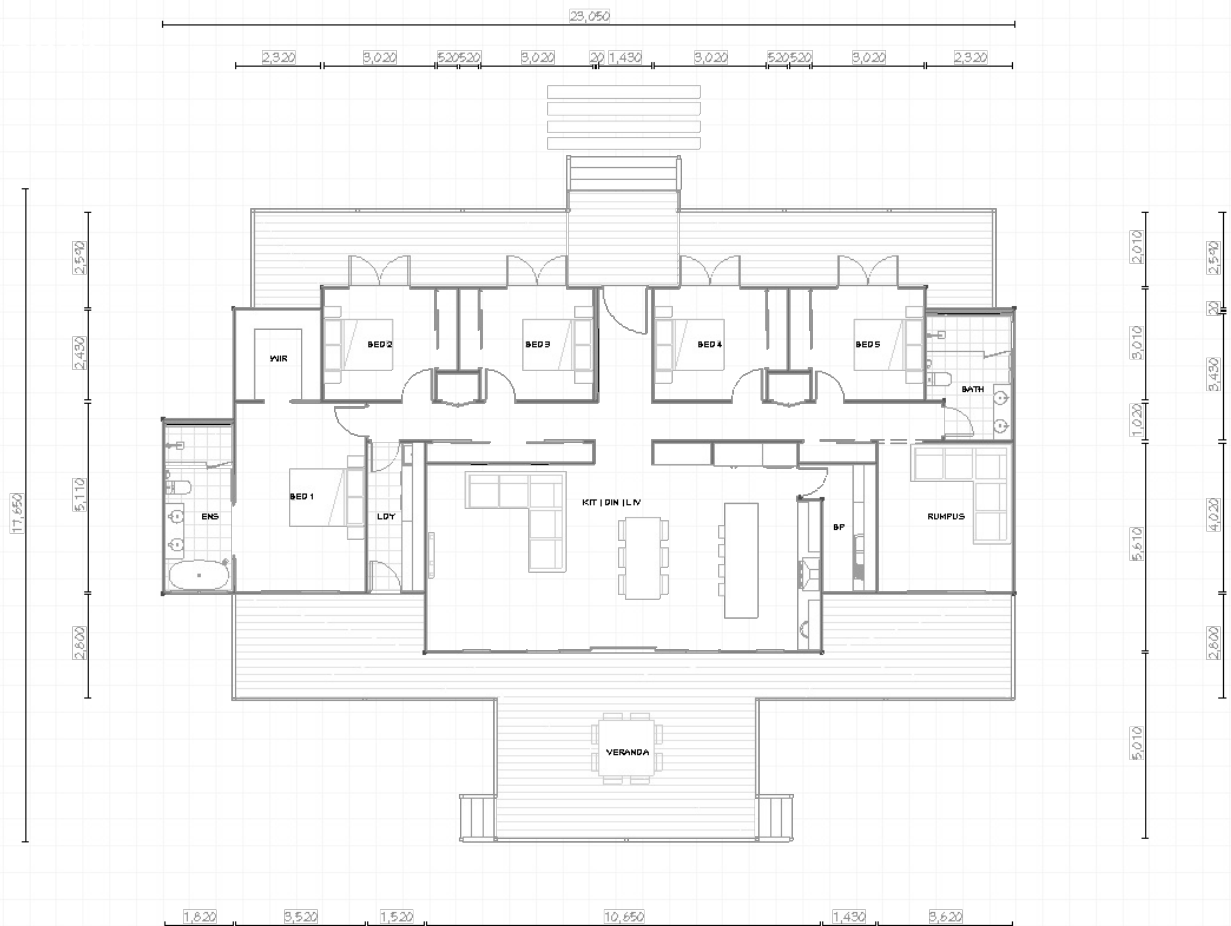 23,050
2,320 3,020 520 520 3,020 20 1,430 3,020 520 520 3,020 2,320
2,590 2,010 2,590
20
WIR BED 2 BED 3 BED 4 BED 5
2,430 3,010 3,430
BATH
1,020
17,650 5,110 ENS BED 1 LDY KIT | DIN | LIV BP RUMPUS 4,020
5,610
2,800 2,800
VERANDA 5,010
1,820 3,520 1,520 10,650 1,430 3,620